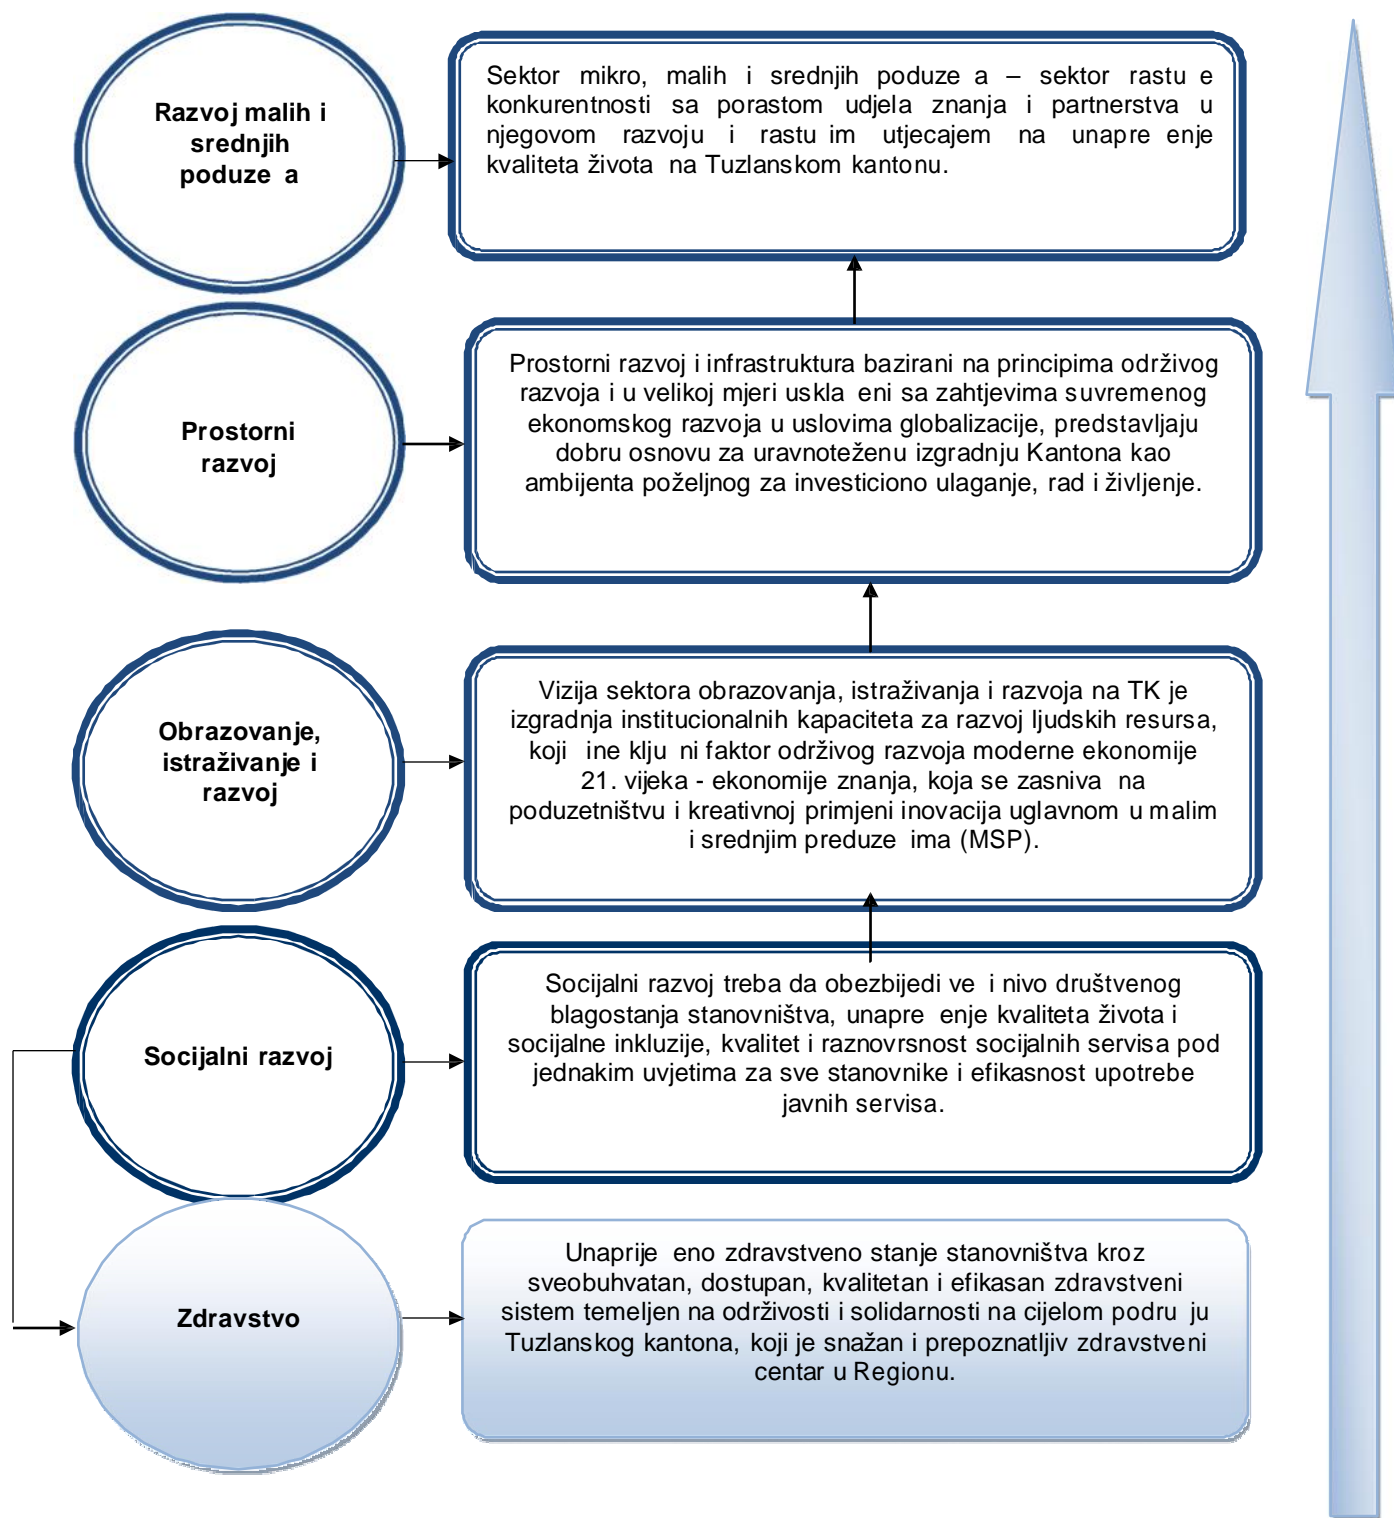 Razvoj malih i
srednjih
poduze a
Sektor mikro, malih i srednjih poduze a – sektor rastu e
konkurentnosti sa porastom udjela znanja i partnerstva u
njegovom razvoju i rastu im utjecajem na unapre enje
kvaliteta života na Tuzlanskom kantonu.
Prostorni
razvoj
Prostorni razvoj i infrastruktura bazirani na principima održivog
razvoja i u velikoj mjeri uskla eni sa zahtjevima suvremenog
ekonomskog razvoja u uslovima globalizacije, predstavljaju
dobru osnovu za uravnoteženu izgradnju Kantona kao
ambijenta poželjnog za investiciono ulaganje, rad i življenje.
Obrazovanje,
istraživanje i
razvoj
Vizija sektora obrazovanja, istraživanja i razvoja na TK je
izgradnja institucionalnih kapaciteta za razvoj ljudskih resursa,
koji ine klju ni faktor održivog razvoja moderne ekonomije
21. vijeka - ekonomije znanja, koja se zasniva na
poduzetništvu i kreativnoj primjeni inovacija uglavnom u malim
i srednjim preduze ima (MSP).
Socijalni razvoj
Socijalni razvoj treba da obezbijedi ve i nivo društvenog
blagostanja stanovništva, unapre enje kvaliteta života i
socijalne inkluzije, kvalitet i raznovrsnost socijalnih servisa pod
jednakim uvjetima za sve stanovnike i efikasnost upotrebe
javnih servisa.
Zdravstvo
Unaprije eno zdravstveno stanje stanovništva kroz
sveobuhvatan, dostupan, kvalitetan i efikasan zdravstveni
sistem temeljen na održivosti i solidarnosti na cijelom podru ju
Tuzlanskog kantona, koji je snažan i prepoznatljiv zdravstveni
centar u Regionu.